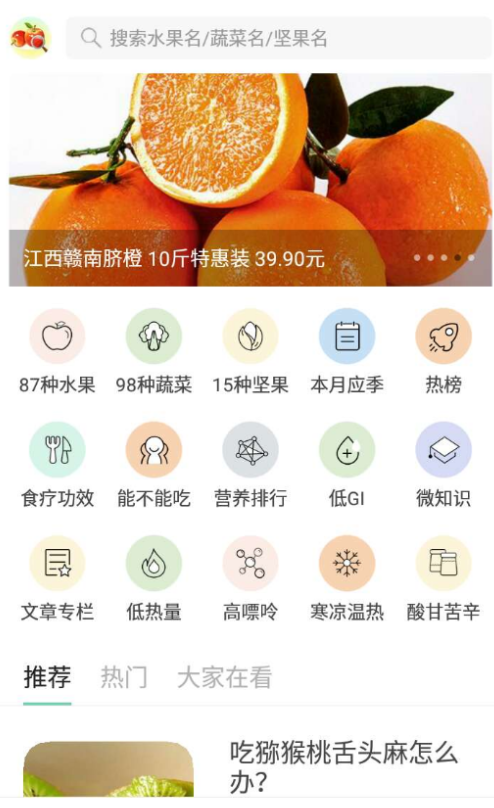 搜索水果名/蔬菜名/坚果名
江西赣南脐橙 10斤特惠装 39.90元
87种水果 98种蔬菜 15种坚果 本月应季 热榜
食疗功效 能不能吃 营养排行 低GI 微知识
文章专栏 低热量 高嘌呤 寒凉温热 酸甘苦辛
推荐 热门 大家在看
吃猕猴桃舌头麻怎么
办?